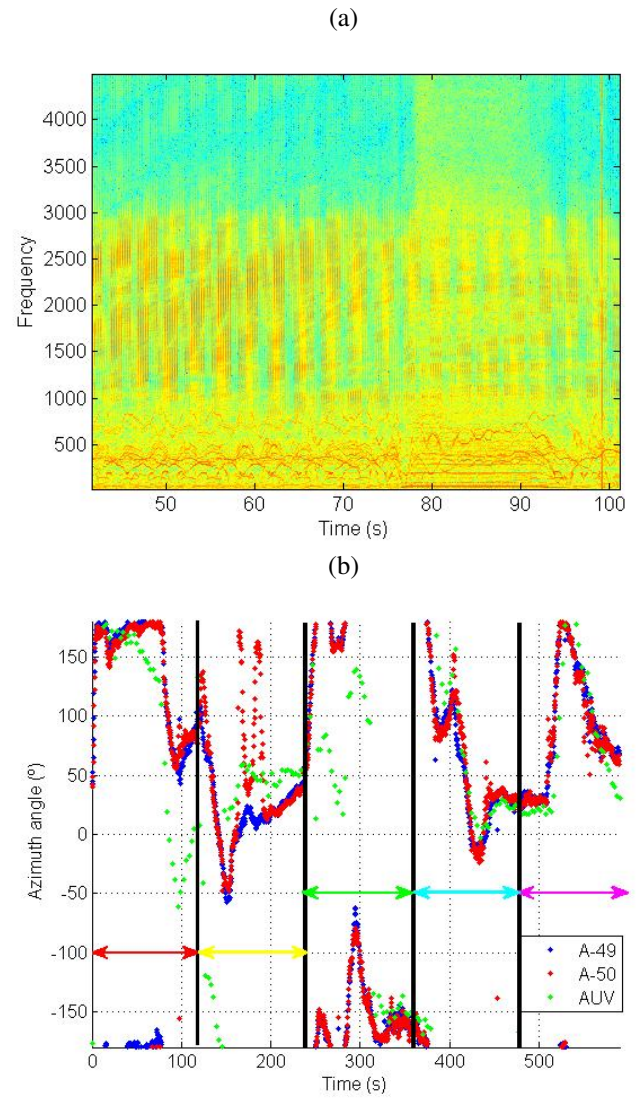 (a)
4000
3500
3000
2500
2000
1500
1000
500
Frequency
50 60 70 80 90 100
Time (s)
(b)
150
100
50
0
-50
-100
-150
Azimuth angle (º)
A-49
A-50
AUV
0 100 200 300 400 500
Time (s)